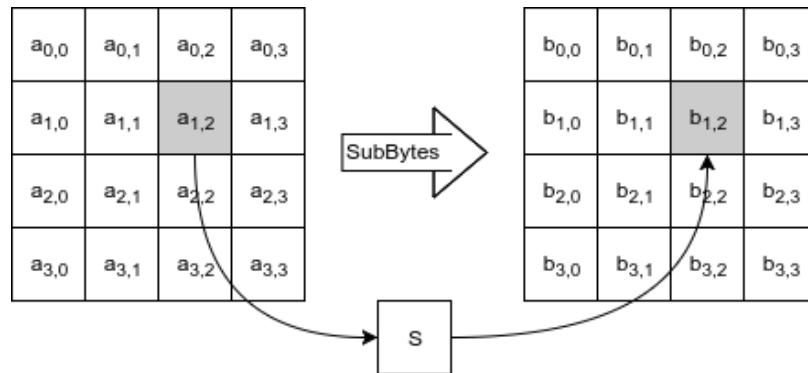 a0,0 a0,1 a0,2 a0,3 b0,0 b0,1 b0,2 b0,3
a1,0 a1,1 a1,2 a1,3 SubBytes b1,0 b1,1 b1,2 b1,3
a2,0 a2,1 a2,2 a2,3 b2,0 b2,1 b2,2 b2,3
a3,0 a3,1 a3,2 a3,3 b3,0 b3,1 b3,2 b3,3
S